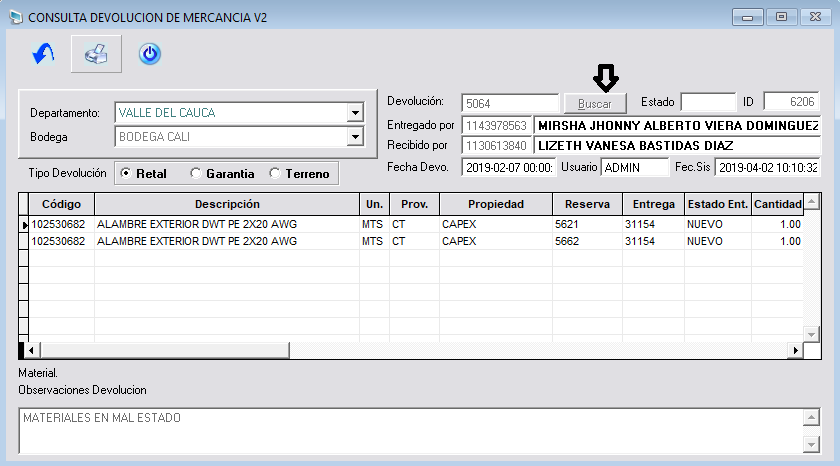 CONSULTA DEVOLUCION DE MERCANCIA V2
Departamento: VALLE DEL CAUCA
Bodega BODEGA CALI
Tipo Devolución Retal Garantia Terreno
Devolución: 5064 Buscar Estado ID 6206
Entregado por 1143978563 MIRSHA JHONNY ALBERTO VIERA DOMINGUEZ
Recibido por 1130613840 LIZETH VANESA BASTIDAS DIAZ
Fecha Devo. 2019-02-07 00:00: Usuario ADMIN Fec.Sis 2019-04-02 10:10:32
Código Descripción Un. Prov. Propiedad Reserva Entrega Estado Ent. Cantidad
102530682 ALAMBRE EXTERIOR DWT PE 2X20 AWG MTS CT CAPEX 5621 31154 NUEVO 1.00
102530682 ALAMBRE EXTERIOR DWT PE 2X20 AWG MTS CT CAPEX 5662 31154 NUEVO 1.00
Material.
Observaciones Devolucion
MATERIALES EN MAL ESTADO